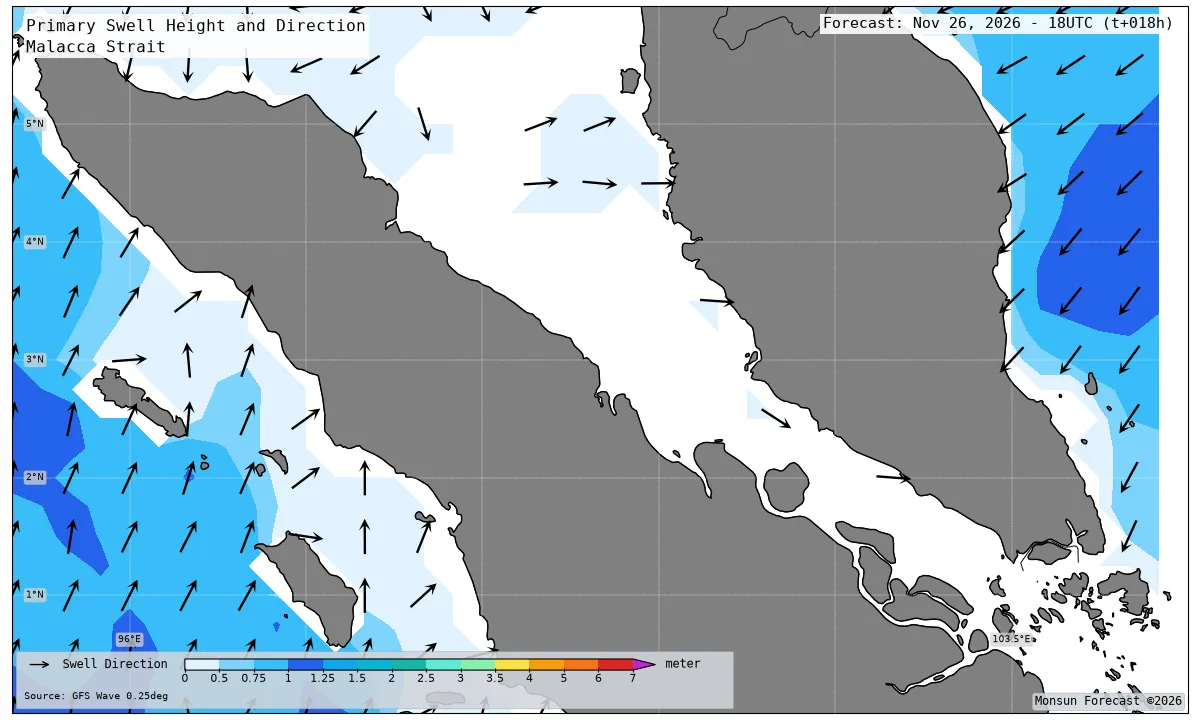 Primary Swell Height and Direction
Malacca Strait
Forecast: Nov 26, 2026 - 18UTC (t+018h)
5°N
4°N
3°N
2°N
1°N
96°E
103.5°E
Swell Direction
0 0.5 0.75 1 1.25 1.5 2 2.5 3 3.5 4 5 6 7
meter
Source: GFS Wave 0.25deg
Monsun Forecast ©2026